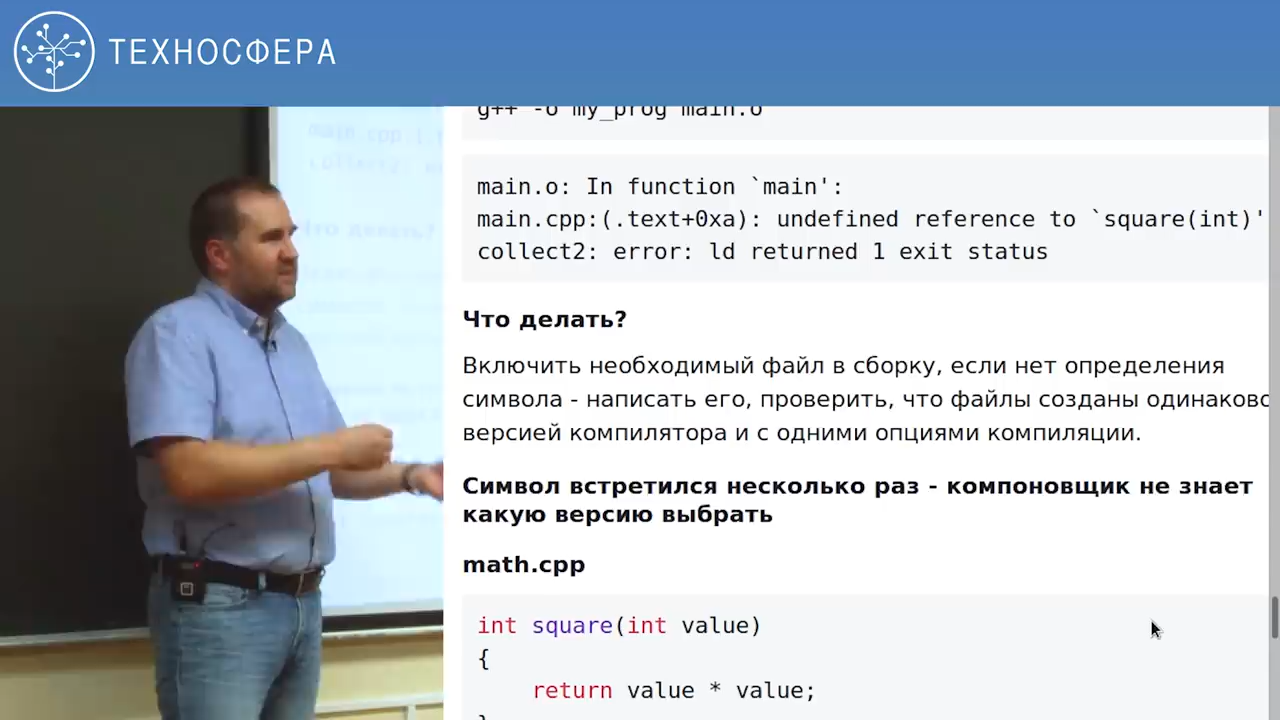 ТЕХНОСФЕРА
g++ -o my_prog main.o
main.o: In function `main':
main.cpp:(.text+0xa): undefined reference to `square(int)'
collect2: error: ld returned 1 exit status
Что делать?
Включить необходимый файл в сборку, если нет определения
символа - написать его, проверить, что файлы созданы одинаково
версией компилятора и с одними опциями компиляции.
Символ встретился несколько раз - компоновщик не знает
какую версию выбрать
math.cpp
int square(int value)
{
return value * value;
}